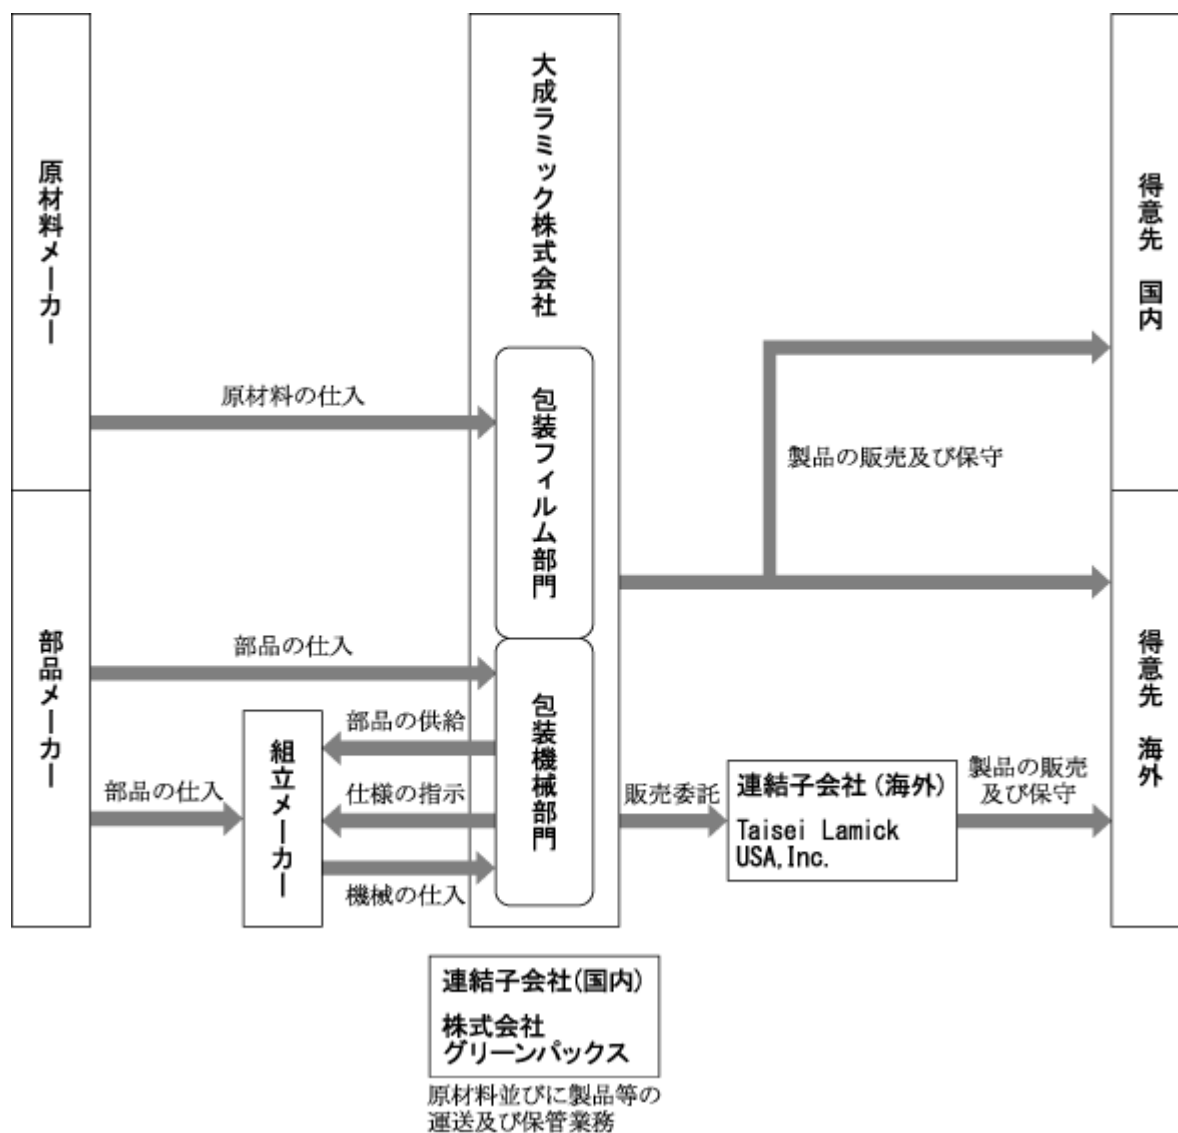 原材料メーカー
部品メーカー
大成ラミック株式会社
包装フィルム部門
包装機械部門
原材料の仕入
部品の仕入
部品の仕入
組立メーカー
部品の供給
仕様の指示
機械の仕入
製品の販売及び保守
販売委託
連結子会社(海外)
Taisei Lamick
USA,Inc.
製品の販売
及び保守
得意先 国内
得意先 海外
連結子会社(国内)
株式会社
グリーンパックス
原材料並びに製品等の
運送及び保管業務